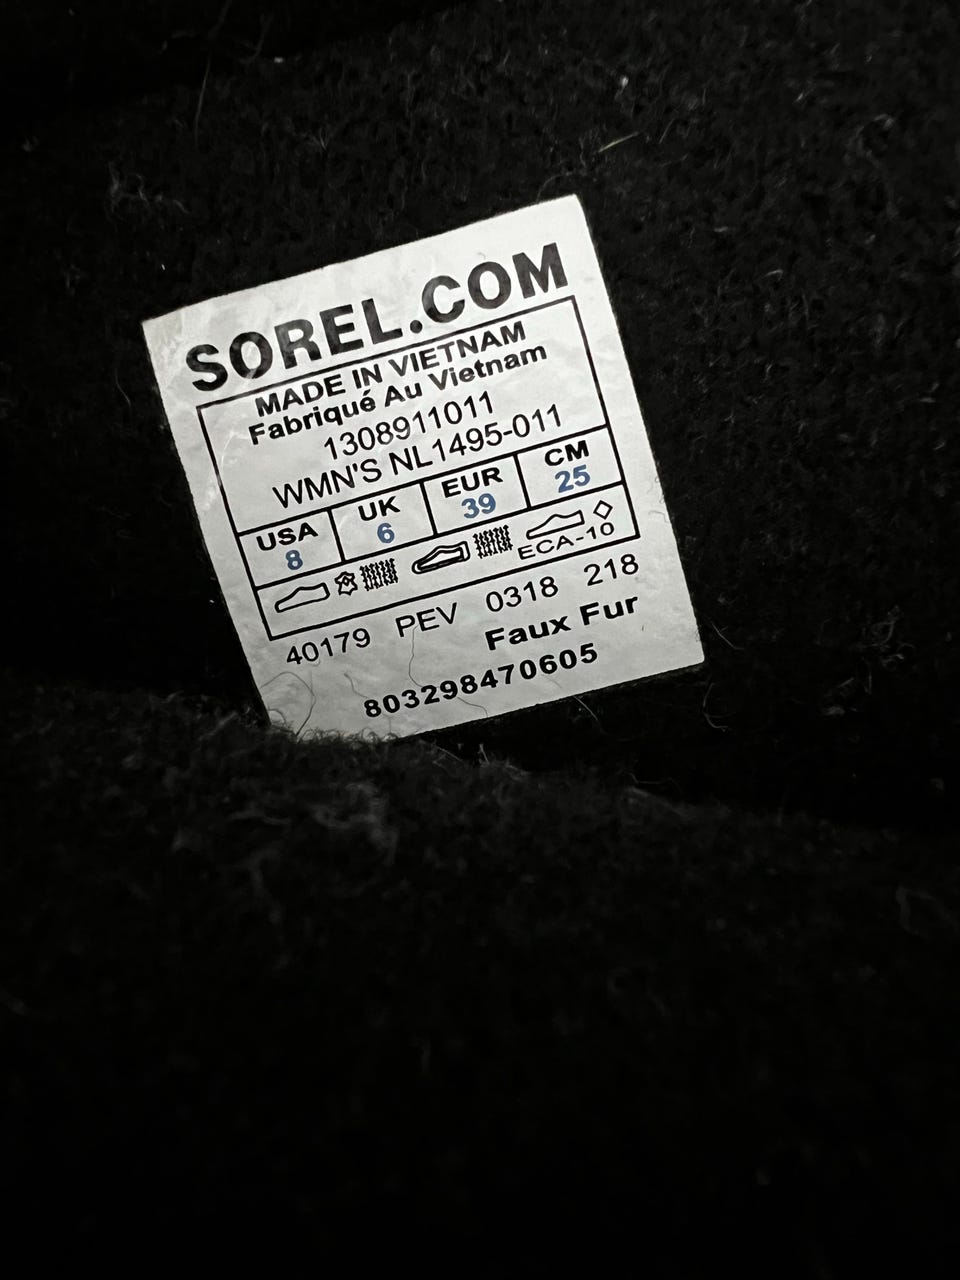 SOREL.COM
MADE IN VIETNAM
Fabriqué Au Vietnam
1308911011
WMN'S NL1495-011
USA UK EUR CM
8 6 39 25
ECA-10
40179 PEV 0318 218
Faux Fur
803298470605